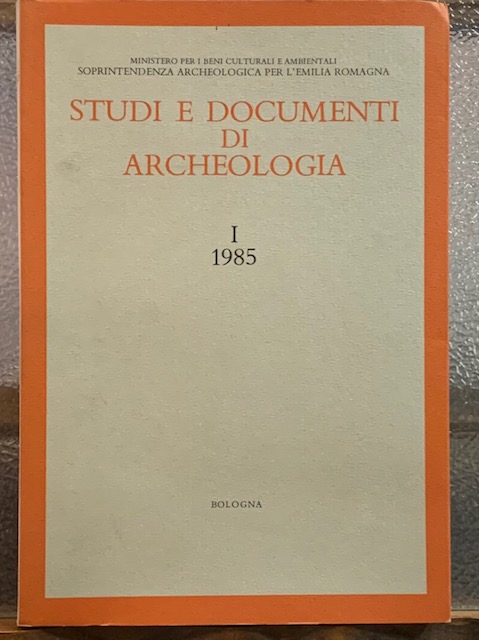 MINISTERO PER I BENI CULTURALI E AMBIENTALI
SOPRINTENDENZA ARCHEOLOGICA PER L'EMILIA ROMAGNA
STUDI E DOCUMENTI
DI
ARCHEOLOGIA
I
1985
BOLOGNA